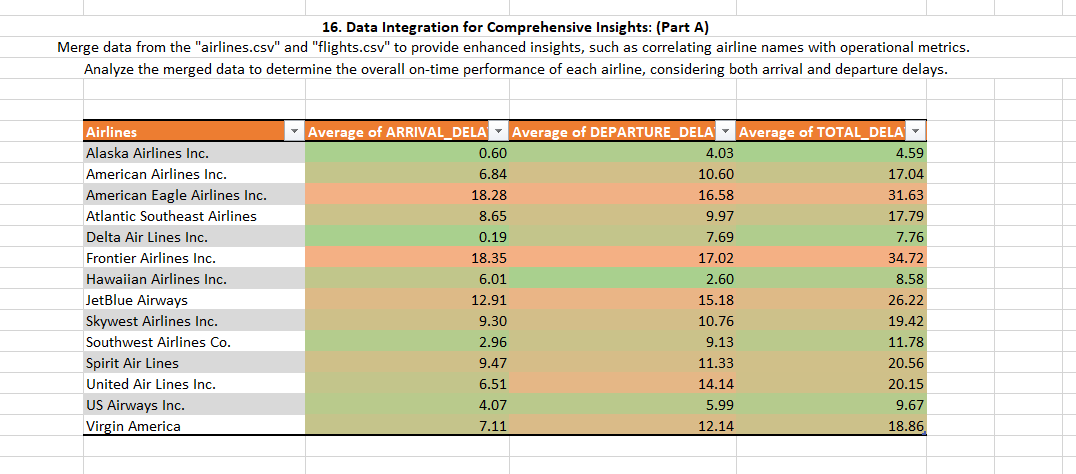 16. Data Integration for Comprehensive Insights: (Part A)
Merge data from the "airlines.csv" and "flights.csv" to provide enhanced insights, such as correlating airline names with operational metrics.
Analyze the merged data to determine the overall on-time performance of each airline, considering both arrival and departure delays.
Airlines Average of ARRIVAL_DELA Average of DEPARTURE_DELA Average of TOTAL_DELA
Alaska Airlines Inc. 0.60 4.03 4.59
American Airlines Inc. 6.84 10.60 17.04
American Eagle Airlines Inc. 18.28 16.58 31.63
Atlantic Southeast Airlines 8.65 9.97 17.79
Delta Air Lines Inc. 0.19 7.69 7.76
Frontier Airlines Inc. 18.35 17.02 34.72
Hawaiian Airlines Inc. 6.01 2.60 8.58
JetBlue Airways 12.91 15.18 26.22
Skywest Airlines Inc. 9.30 10.76 19.42
Southwest Airlines Co. 2.96 9.13 11.78
Spirit Air Lines 9.47 11.33 20.56
United Air Lines Inc. 6.51 14.14 20.15
US Airways Inc. 4.07 5.99 9.67
Virgin America 7.11 12.14 18.86